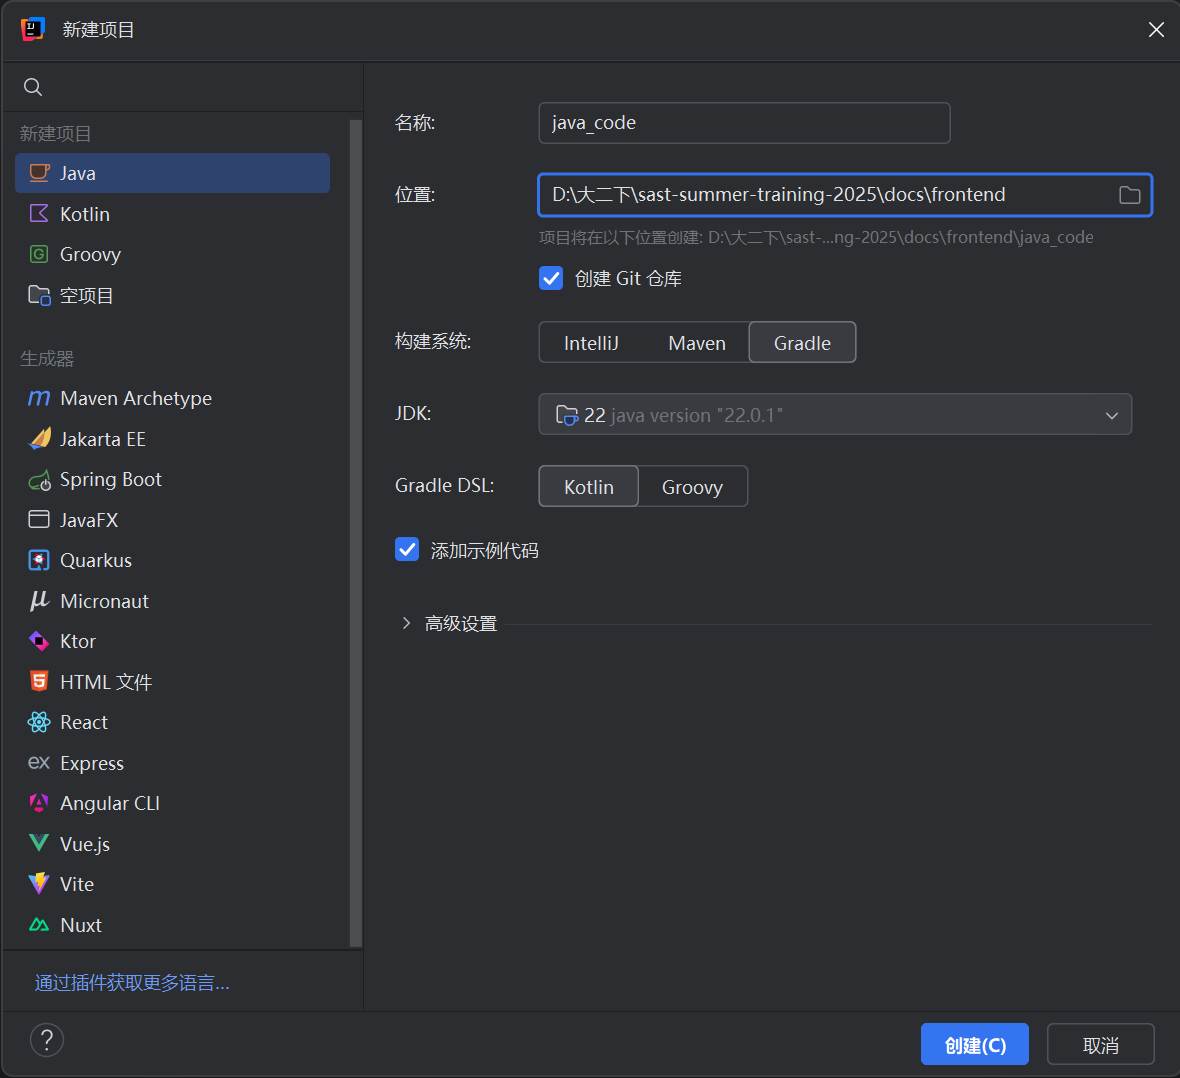 新建项目
新建项目
Java
Kotlin
Groovy
空项目
生成器
Maven Archetype
Jakarta EE
Spring Boot
JavaFX
Quarkus
Micronaut
Ktor
HTML 文件
React
Express
Angular CLI
Vue.js
Vite
Nuxt
通过插件获取更多语言...
名称:
java_code
位置:
D:\大二下\sast-summer-training-2025\docs\frontend
项目将在以下位置创建: D:\大二下\sast-...ng-2025\docs\frontend\java_code
创建 Git 仓库
构建系统:
IntelliJ Maven Gradle
JDK:
22 java version "22.0.1"
Gradle DSL:
Kotlin Groovy
添加示例代码
高级设置
?
创建(C) 取消